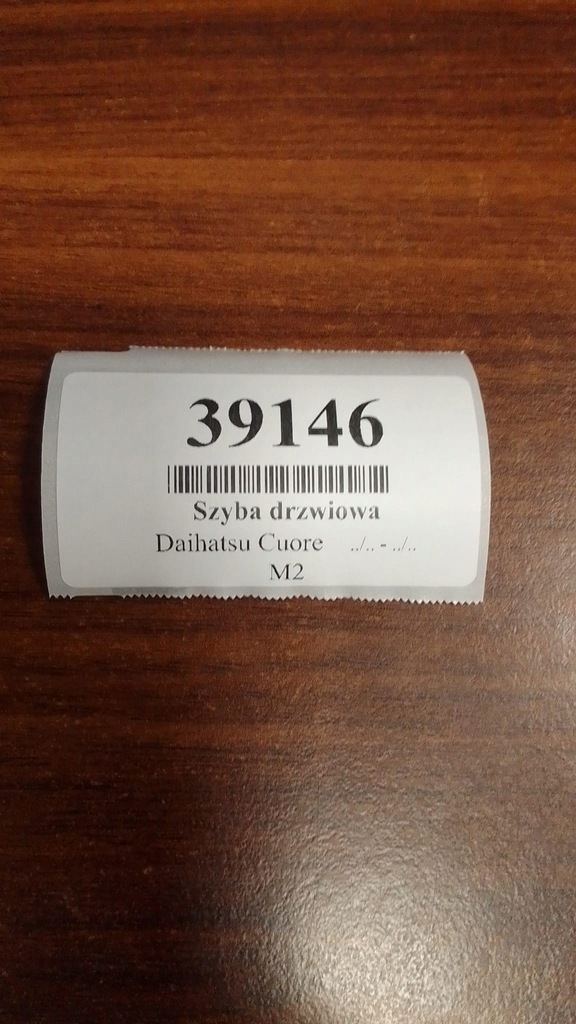 39146
Szyba drzwiowa
Daihatsu Cuore ../.. - ../..
M2